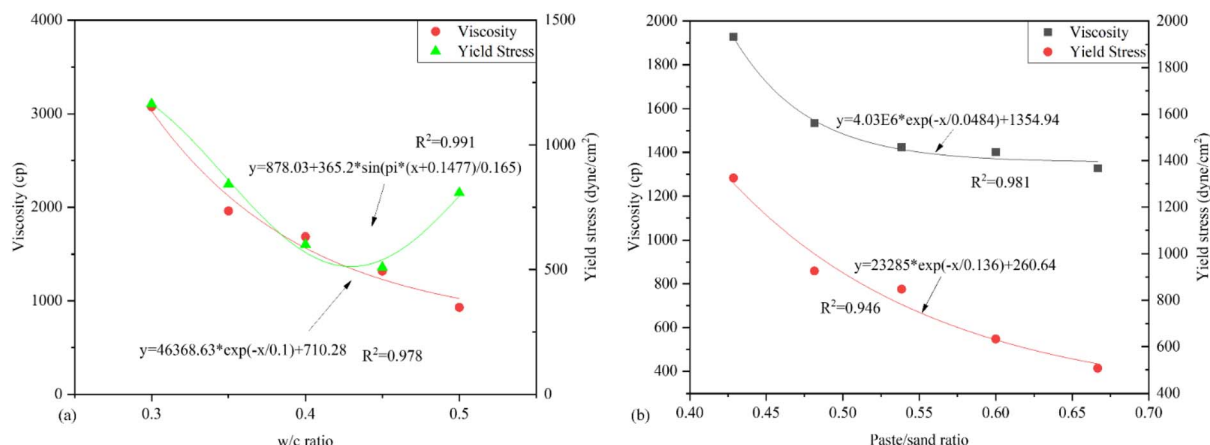 4000
3000
2000
1000
0
Viscosity (cp)
1500
1000
500
0
Yield stress (dyne/cm²)
Viscosity
Yield Stress
R²=0.991
y=878.03+365.2*sin(pi*(x+0.1477)/0.165)
y=46368.63*exp(-x/0.1)+710.28
R²=0.978
(a)
0.3
0.4
0.5
w/c ratio
2000
1800
1600
1400
1200
1000
800
600
400
Viscosity (cp)
2000
1800
1600
1400
1200
1000
800
600
400
Yield stress (dyne/cm²)
Viscosity
Yield Stress
y=4.03E6*exp(-x/0.0484)+1354.94
R²=0.981
y=23285*exp(-x/0.136)+260.64
R²=0.946
(b)
0.40
0.45
0.50
0.55
0.60
0.65
0.70
Paste/sand ratio